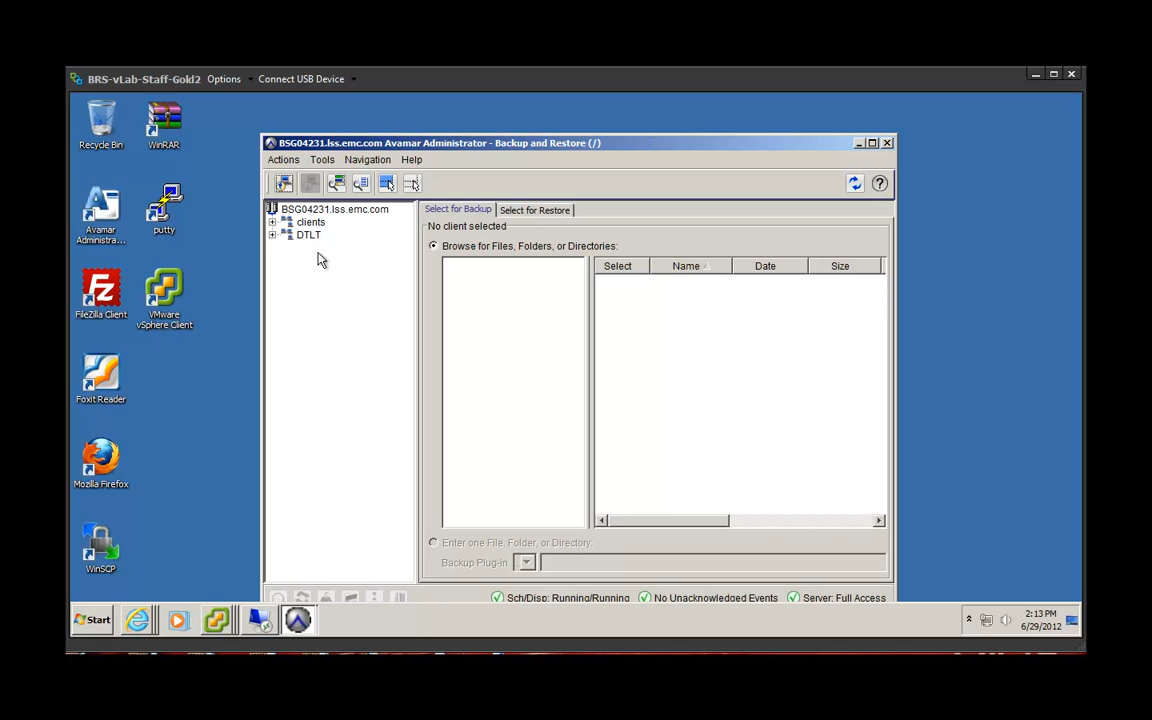 BRS-vLab-Staff-Gold2 Options Connect USB Device
Recycle Bin
WinRAR
Avamar
Administra...
putty
FileZilla Client
VMware
vSphere Client
Foxit Reader
Mozilla Firefox
WinSCP
BSG04231.lss.emc.com Avamar Administrator - Backup and Restore (/)
Actions Tools Navigation Help
BSG04231.lss.emc.com
clients
DTLT
Select for Backup Select for Restore
No client selected
Browse for Files, Folders, or Directories:
Select Name Date Size
Enter one File, Folder, or Directory:
Backup Plug-in
Sch/Disp: Running/Running No Unacknowledged Events Server: Full Access
Start
2:13 PM
6/29/2012